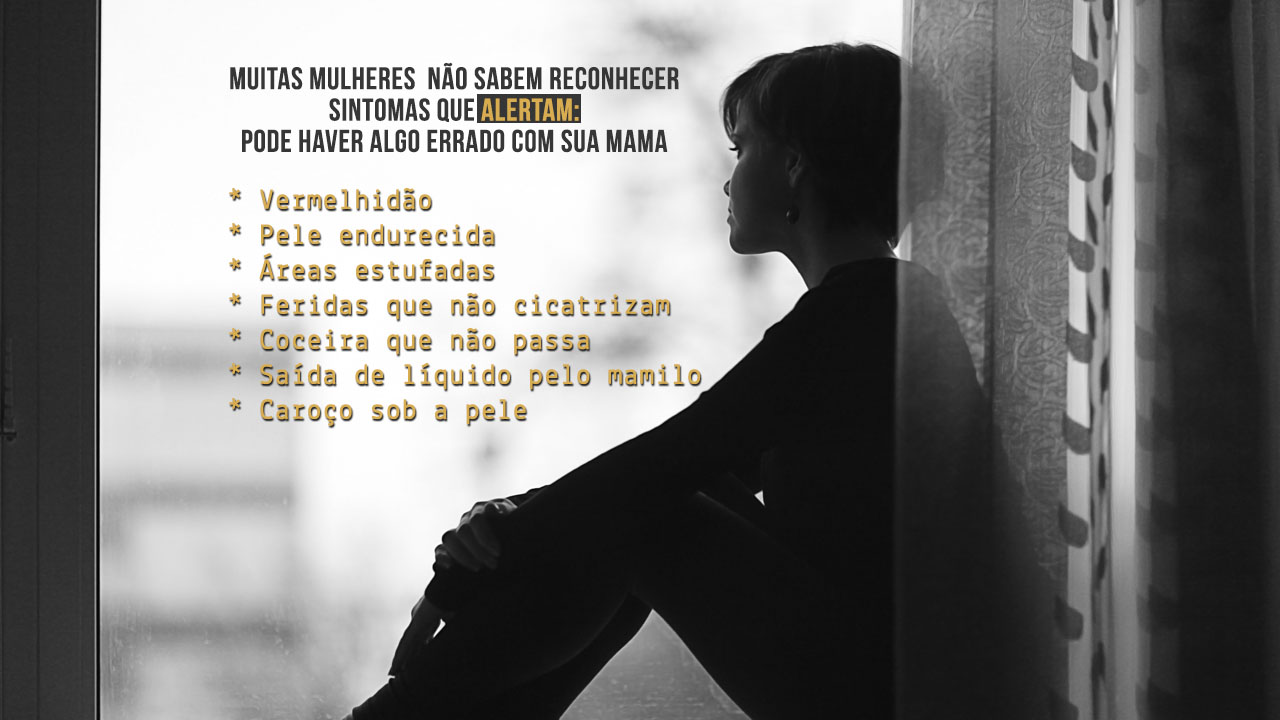 MUITAS MULHERES NÃO SABEM RECONHECER
SINTOMAS QUE ALERTAM:
PODE HAVER ALGO ERRADO COM SUA MAMA
* Vermelhidão
* Pele endurecida
* Áreas estufadas
* Feridas que não cicatrizam
* Coceira que não passa
* Saída de líquido pelo mamilo
* Caroço sob a pele